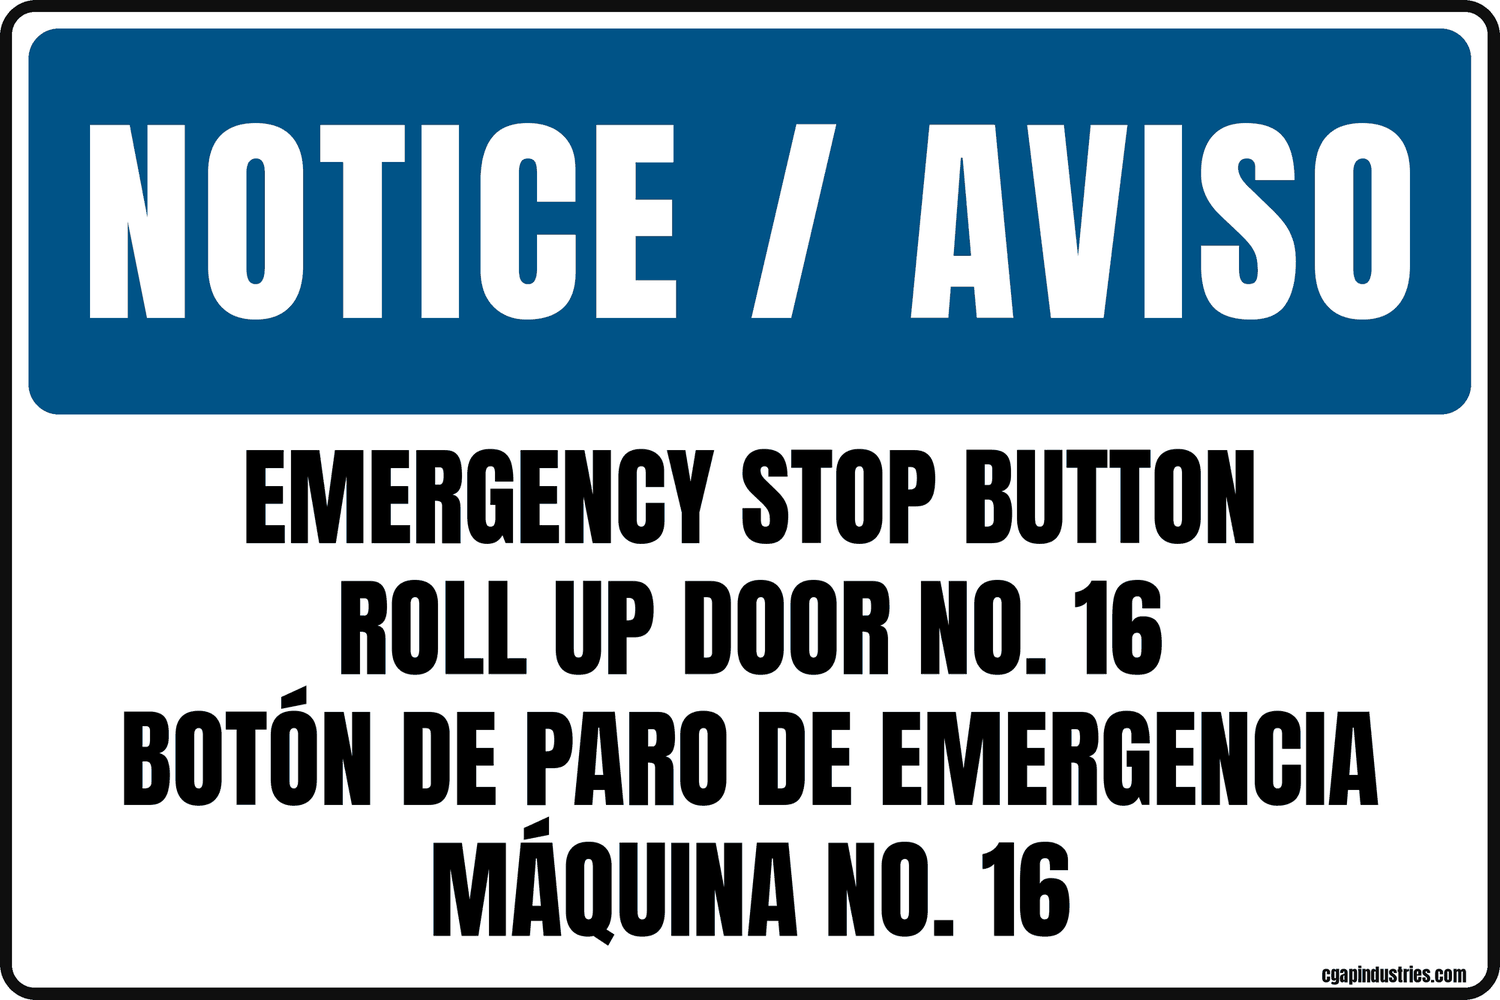 NOTICE / AVISO
EMERGENCY STOP BUTTON
ROLL UP DOOR NO. 16
BOTÓN DE PARO DE EMERGENCIA
MÁQUINA NO. 16
cgapindustries.com